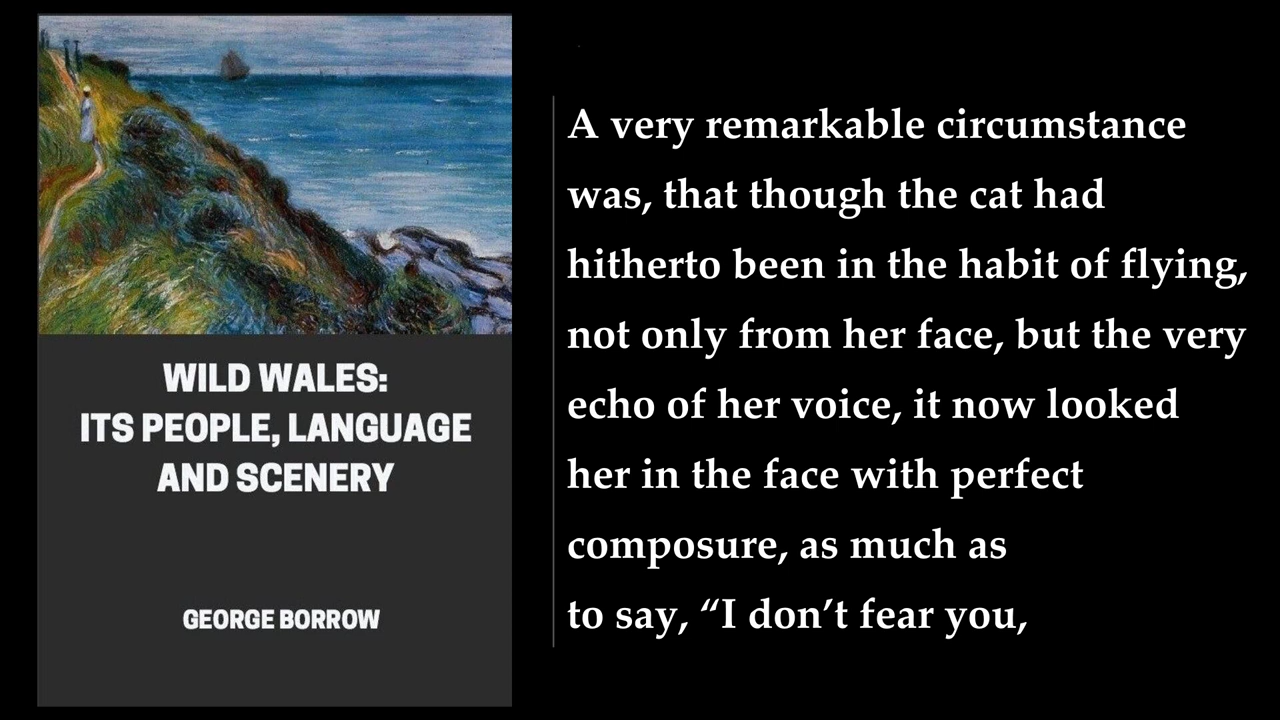 WILD WALES:
ITS PEOPLE, LANGUAGE
AND SCENERY
GEORGE BORROW
A very remarkable circumstance
was, that though the cat had
hitherto been in the habit of flying,
not only from her face, but the very
echo of her voice, it now looked
her in the face with perfect
composure, as much as
to say, “I don’t fear you,